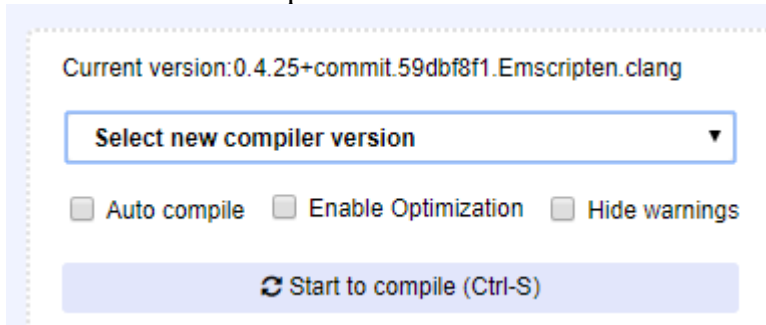 Current version:0.4.25+commit.59dbf8f1.Emscripten.clang
Select new compiler version
Auto compile Enable Optimization Hide warnings
Start to compile (Ctrl-S)